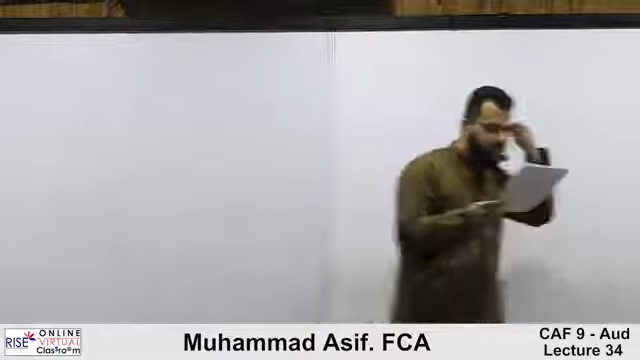 RISE ONLINE
VIRTUAL
Classroom
Muhammad Asif. FCA
CAF 9 - Aud
Lecture 34